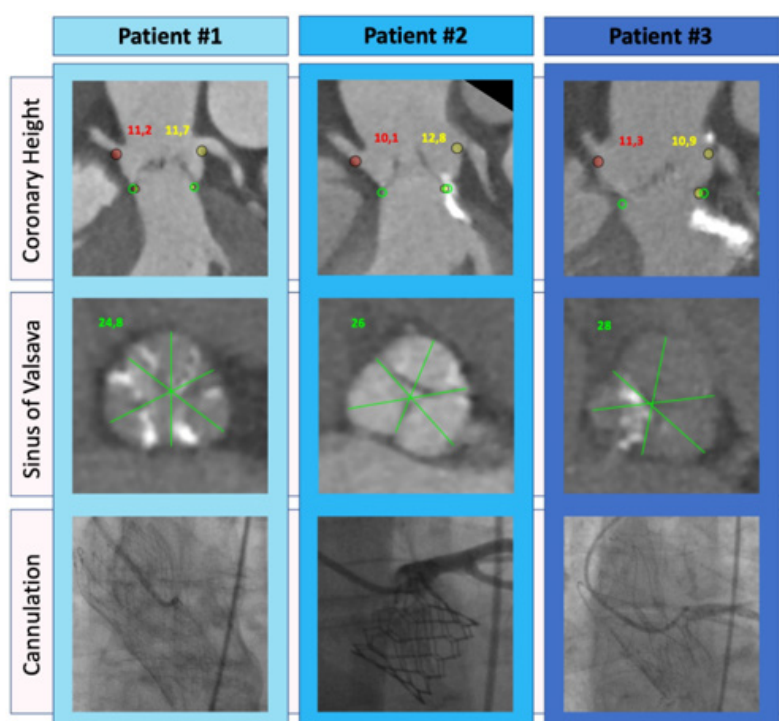 Patient #1
Patient #2
Patient #3
Coronary Height
11,2
11,7
10,1
12,8
11,3
10,9
Sinus of Valsava
24,8
26
28
Cannulation